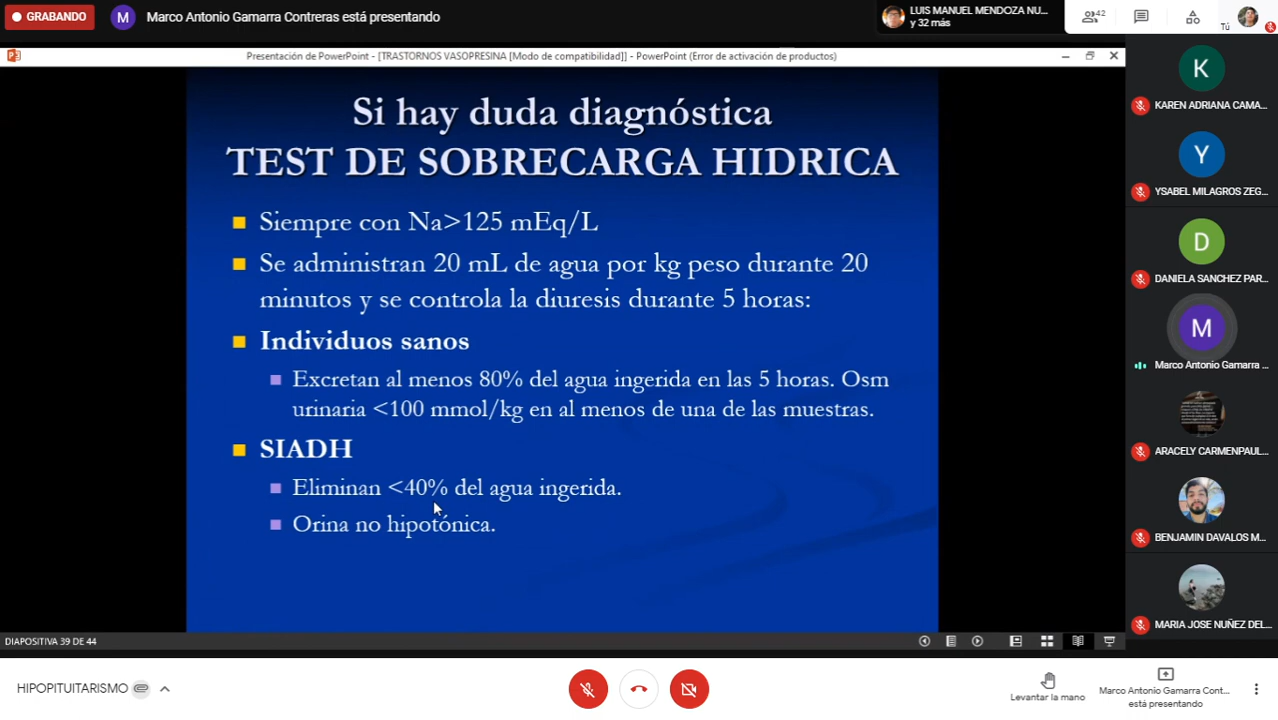 GRABANDO
M
Marco Antonio Gamarra Contreras está presentando
LUIS MANUEL MENDOZA NU...
y 32 más
42
Tú
Presentación de PowerPoint - [TRASTORNOS VASOPRESINA [Modo de compatibilidad]] - PowerPoint (Error de activación de productos)
Si hay duda diagnóstica
TEST DE SOBRECARGA HIDRICA
Siempre con Na>125 mEq/L
Se administran 20 mL de agua por kg peso durante 20
minutos y se controla la diuresis durante 5 horas:
Individuos sanos
Excretan al menos 80% del agua ingerida en las 5 horas. Osm
urinaria <100 mmol/kg en al menos de una de las muestras.
SIADH
Eliminan <40% del agua ingerida.
Orina no hipotónica.
DIAPOSITIVA 39 DE 44
K
KAREN ADRIANA CAMA...
Y
YSABEL MILAGROS ZEG...
D
DANIELA SANCHEZ PAR...
M
Marco Antonio Gamarra ...
ARACELY CARMENPAUL...
BENJAMIN DAVALOS M...
MARIA JOSE NUÑEZ DEL...
HIPOPITUITARISMO
Levantar la mano
Marco Antonio Gamarra Cont...
está presentando